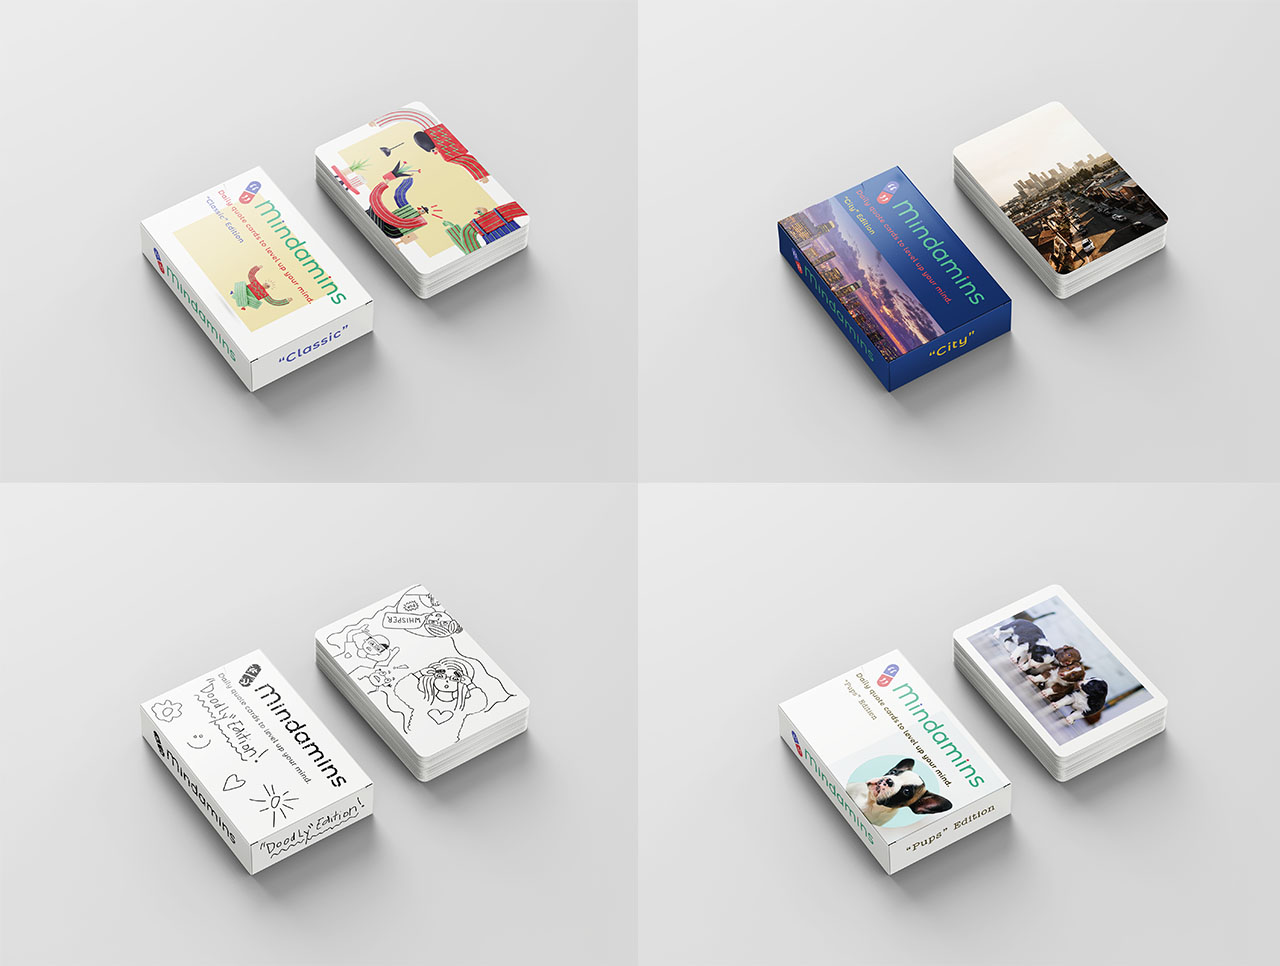 mindamins
Daily quote cards to level up your mind.
"Classic" Edition
mindamins
"Classic"
mindamins
Daily quote cards to level up your mind.
"City" Edition
mindamins
"City"
mindamins
Daily quote cards to level up your mind.
"Doodly" Edition!
mindamins
"Doodly" Edition!
WHISPER
mindamins
Daily quote cards to level up your mind.
"Pups" Edition
mindamins
"Pups" Edition